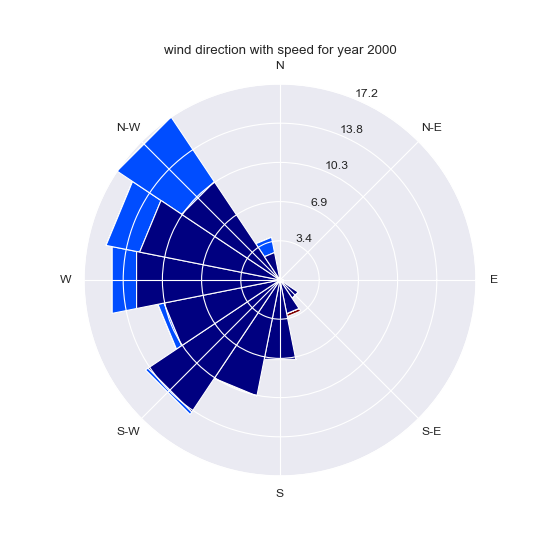 wind direction with speed for year 2000
N
17.2
N-W
N-E
13.8
10.3
6.9
3.4
W
E
S-W
S-E
S